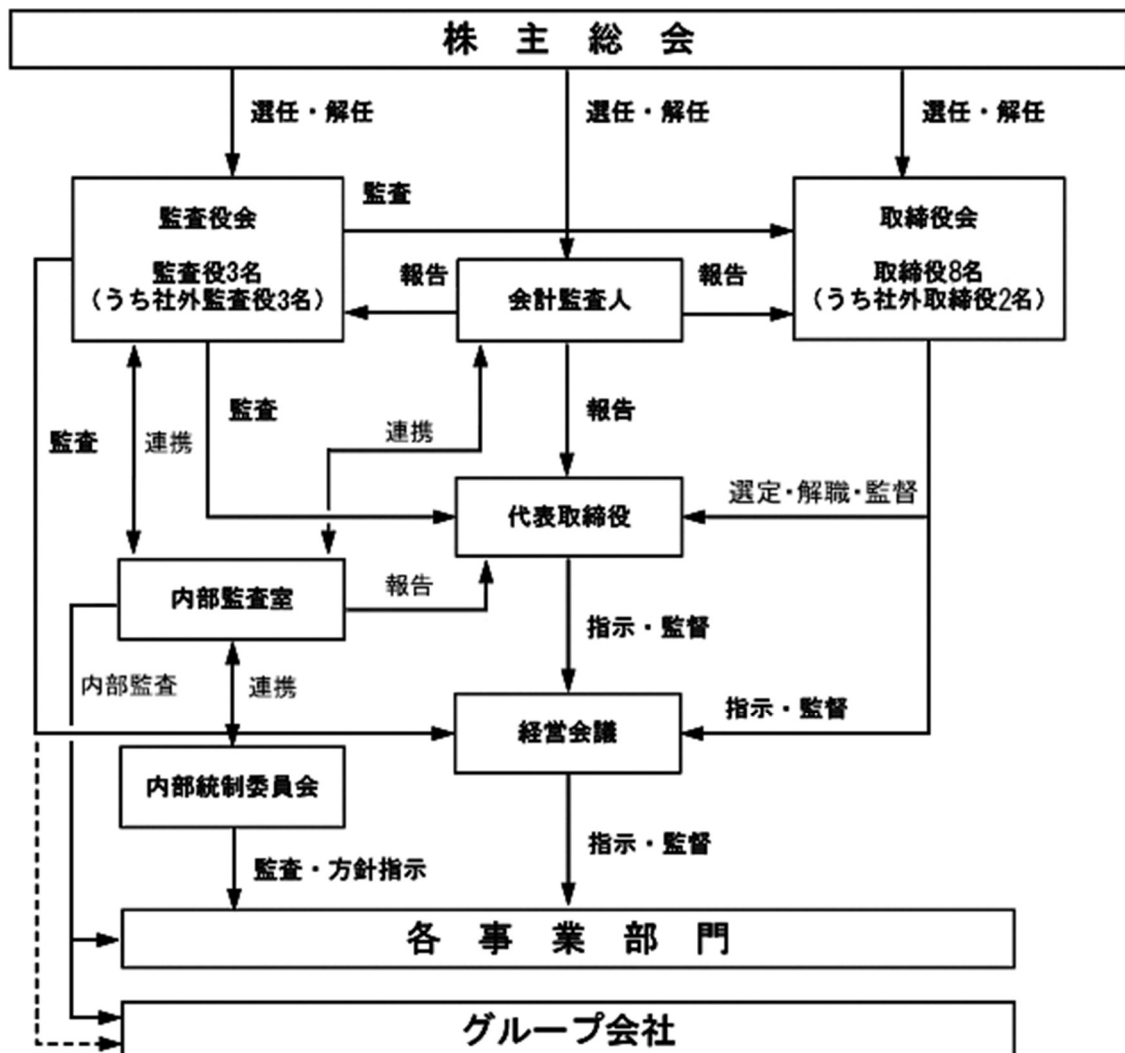 株主総会
選任・解任
選任・解任
選任・解任
監査役会
監査役3名
（うち社外監査役3名）
監査
取締役会
取締役8名
（うち社外取締役2名）
報告
会計監査人
報告
監査
連携
監査
連携
報告
代表取締役
選定・解職・監督
内部監査室
報告
指示・監督
内部監査
連携
経営会議
指示・監督
内部統制委員会
監査・方針指示
指示・監督
各事業部門
グループ会社